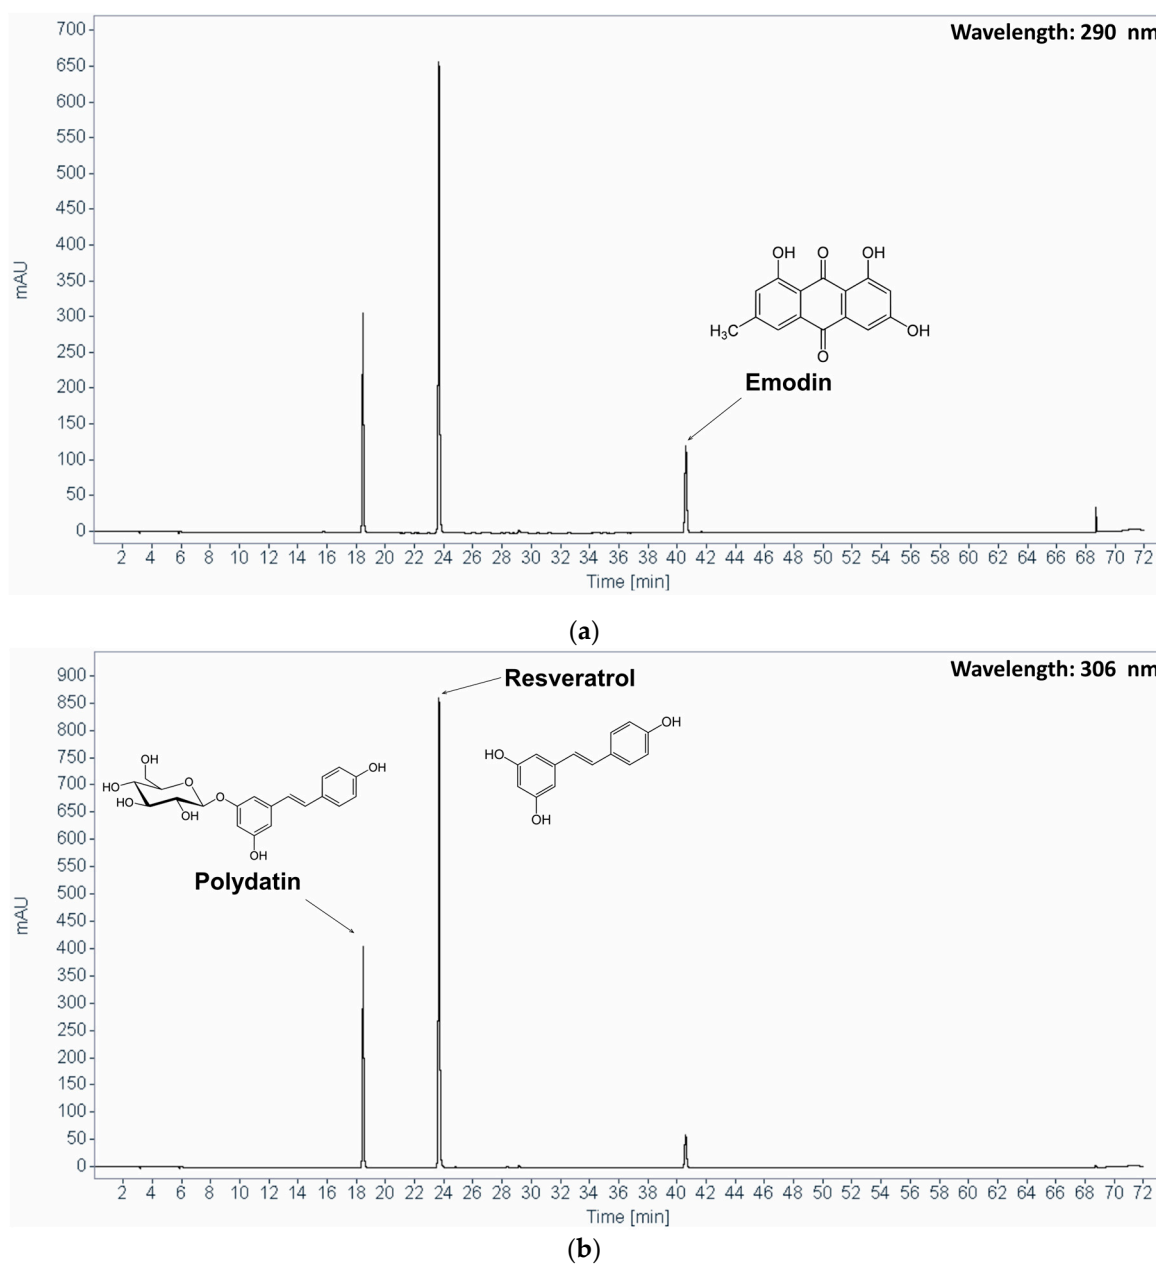 Wavelength: 290 nm
700
650
600
550
500
450
400
350
300
250
200
150
100
50
0
mAU
OH O OH
H₃C
OH
O
Emodin
2 4 6 8 10 12 14 16 18 20 22 24 26 28 30 32 34 36 38 40 42 44 46 48 50 52 54 56 58 60 62 64 66 68 70 72
Time [min]
(a)
Wavelength: 306 nm
900
850
800
750
700
650
600
550
500
450
400
350
300
250
200
150
100
50
0
mAU
Resveratrol
OH
HO
OH
OH
HO
O
HO
OH
O
OH
OH
Polydatin
2 4 6 8 10 12 14 16 18 20 22 24 26 28 30 32 34 36 38 40 42 44 46 48 50 52 54 56 58 60 62 64 66 68 70 72
Time [min]
(b)